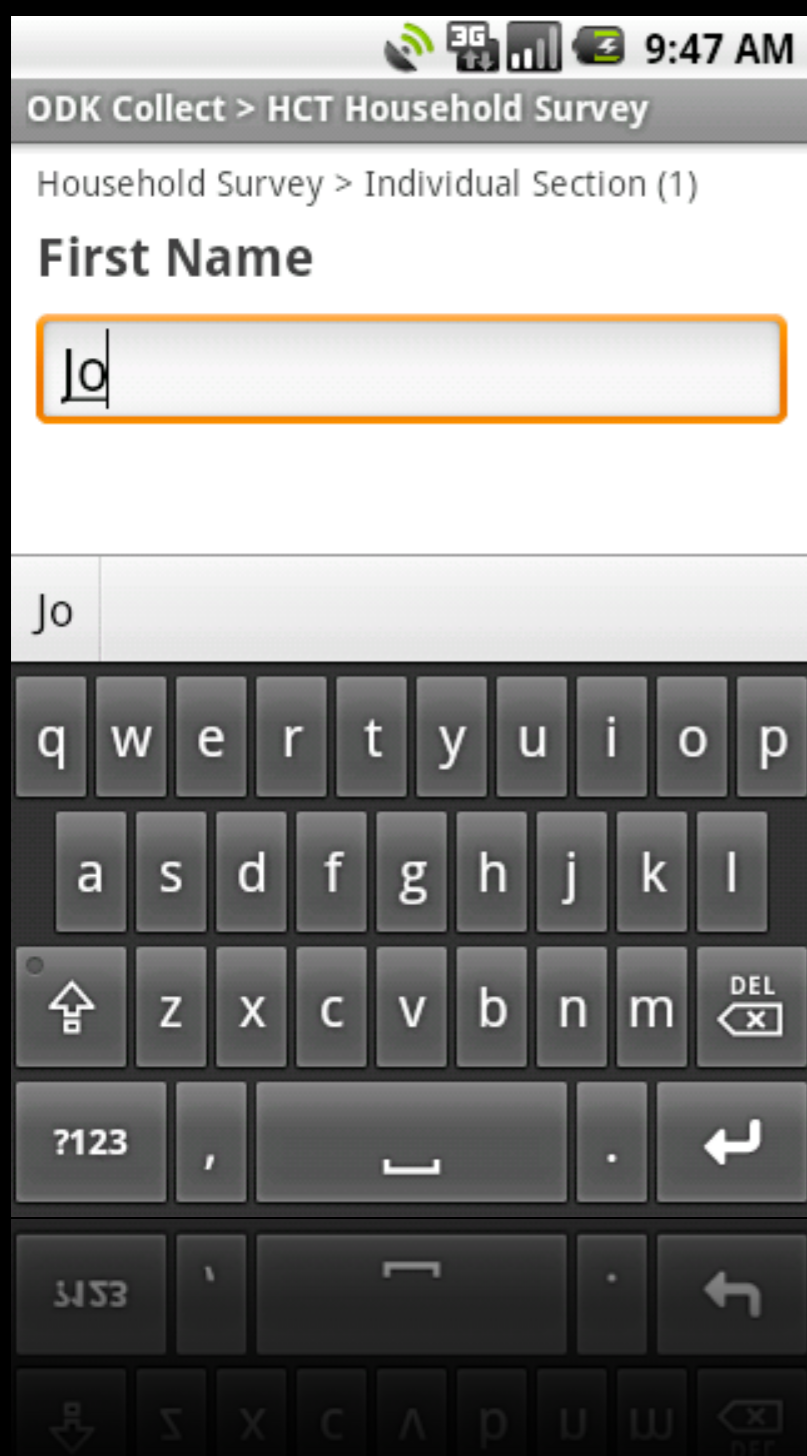 3G 9:47 AM
ODK Collect > HCT Household Survey
Household Survey > Individual Section (1)
First Name
Jo
Jo
q w e r t y u i o p
a s d f g h j k l
z x c v b n m DEL
?123 , .